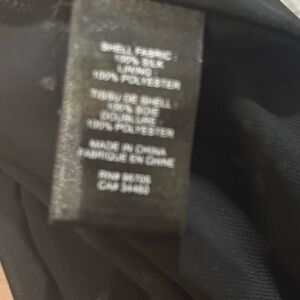 SHELL FABRIC :
100% SILK
LINING :
100% POLYESTER
TISSU DE SHELL :
100% SOIE
DOUBLURE :
100% POLYESTER
MADE IN CHINA
FABRIQUE EN CHINE
RN#
CA#